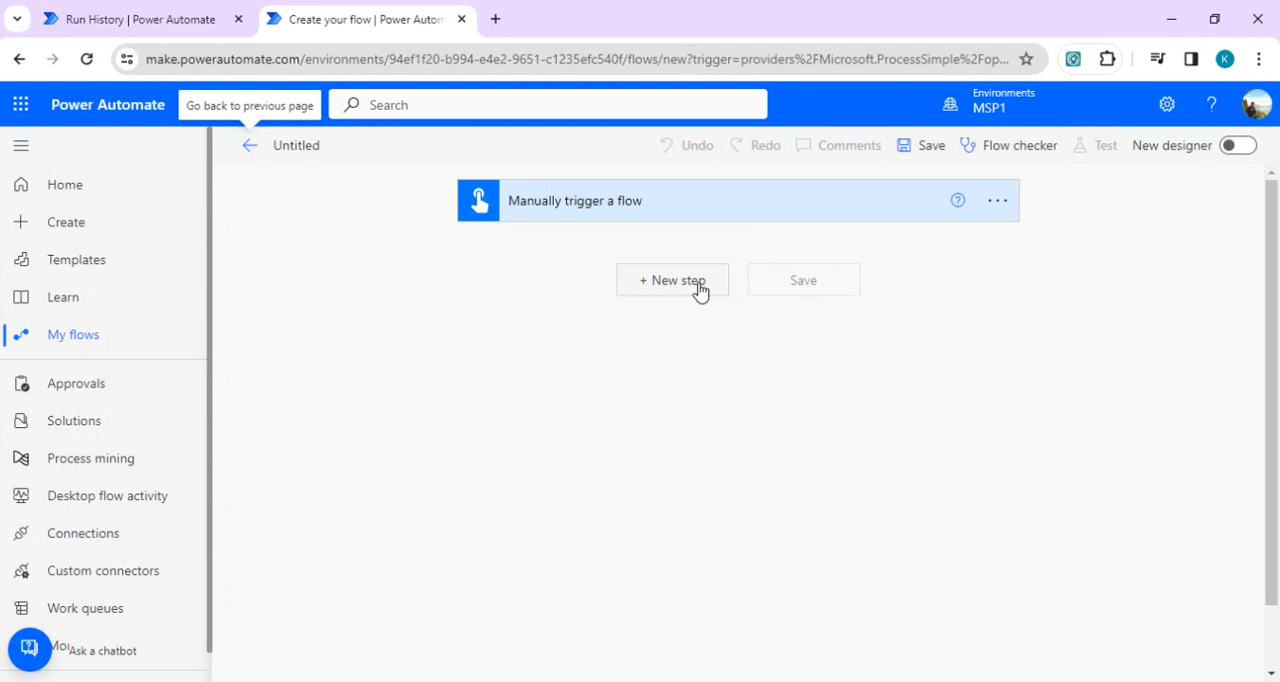 Run History | Power Automate
Create your flow | Power Autom
make.powerautomate.com/environments/94ef1f20-b994-e4e2-9651-c1235efc540f/flows/new?trigger=providers%2FMicrosoft.ProcessSimple%2Fop...
K
Power Automate
Go back to previous page
Search
Environments
MSP1
Untitled
Undo
Redo
Comments
Save
Flow checker
Test
New designer
Home
Create
Templates
Learn
My flows
Approvals
Solutions
Process mining
Desktop flow activity
Connections
Custom connectors
Work queues
Ask a chatbot
Manually trigger a flow
+ New step
Save